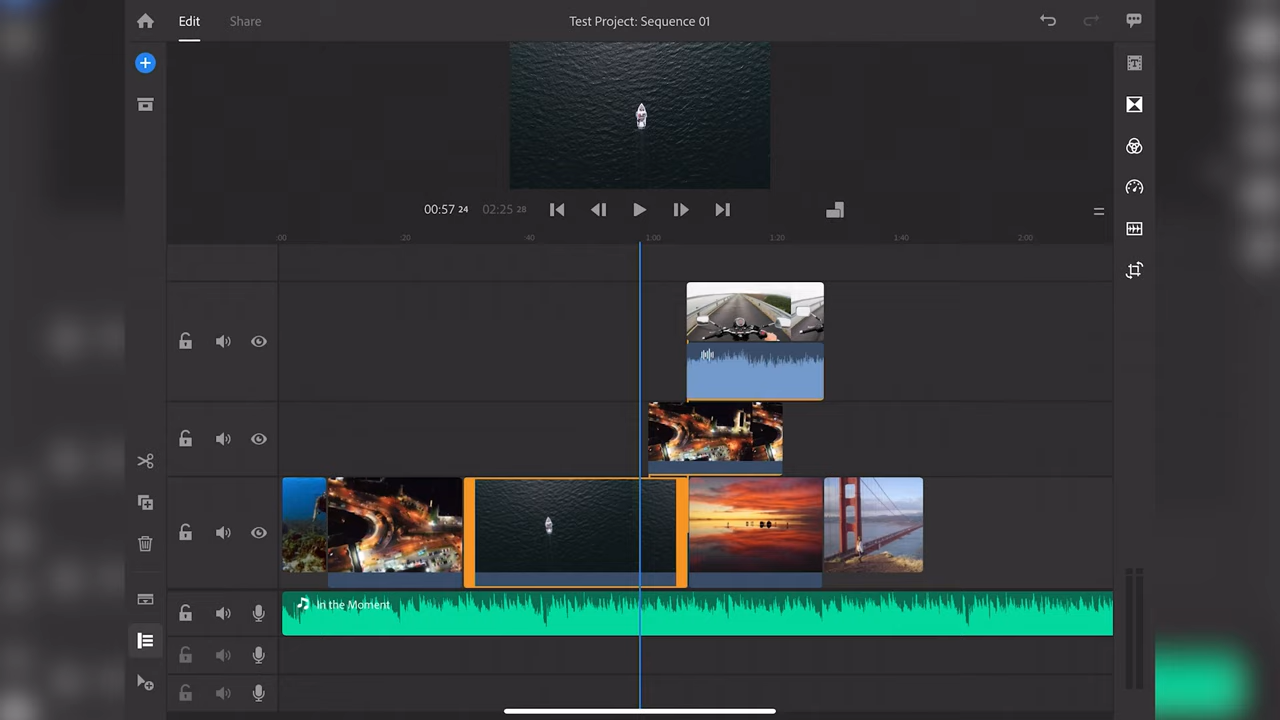 Edit Share Test Project: Sequence 01
00:57 24 02:25 28
:00 :20 :40 1:00 1:20 1:40 2:00
In the Moment